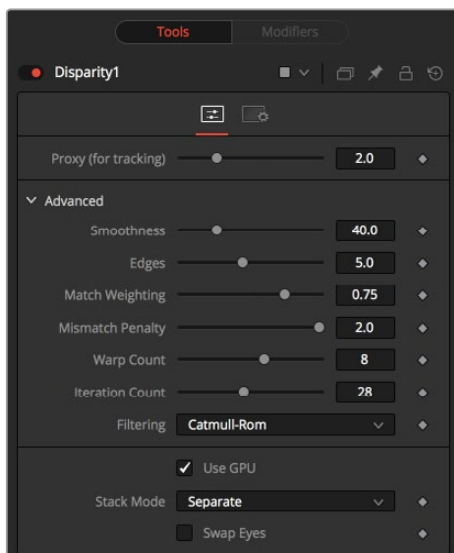 Tools Modifiers
Disparity1
Proxy (for tracking) 2.0
Advanced
Smoothness 40.0
Edges 5.0
Match Weighting 0.75
Mismatch Penalty 2.0
Warp Count 8
Iteration Count 28
Filtering Catmull-Rom
Use GPU
Stack Mode Separate
Swap Eyes